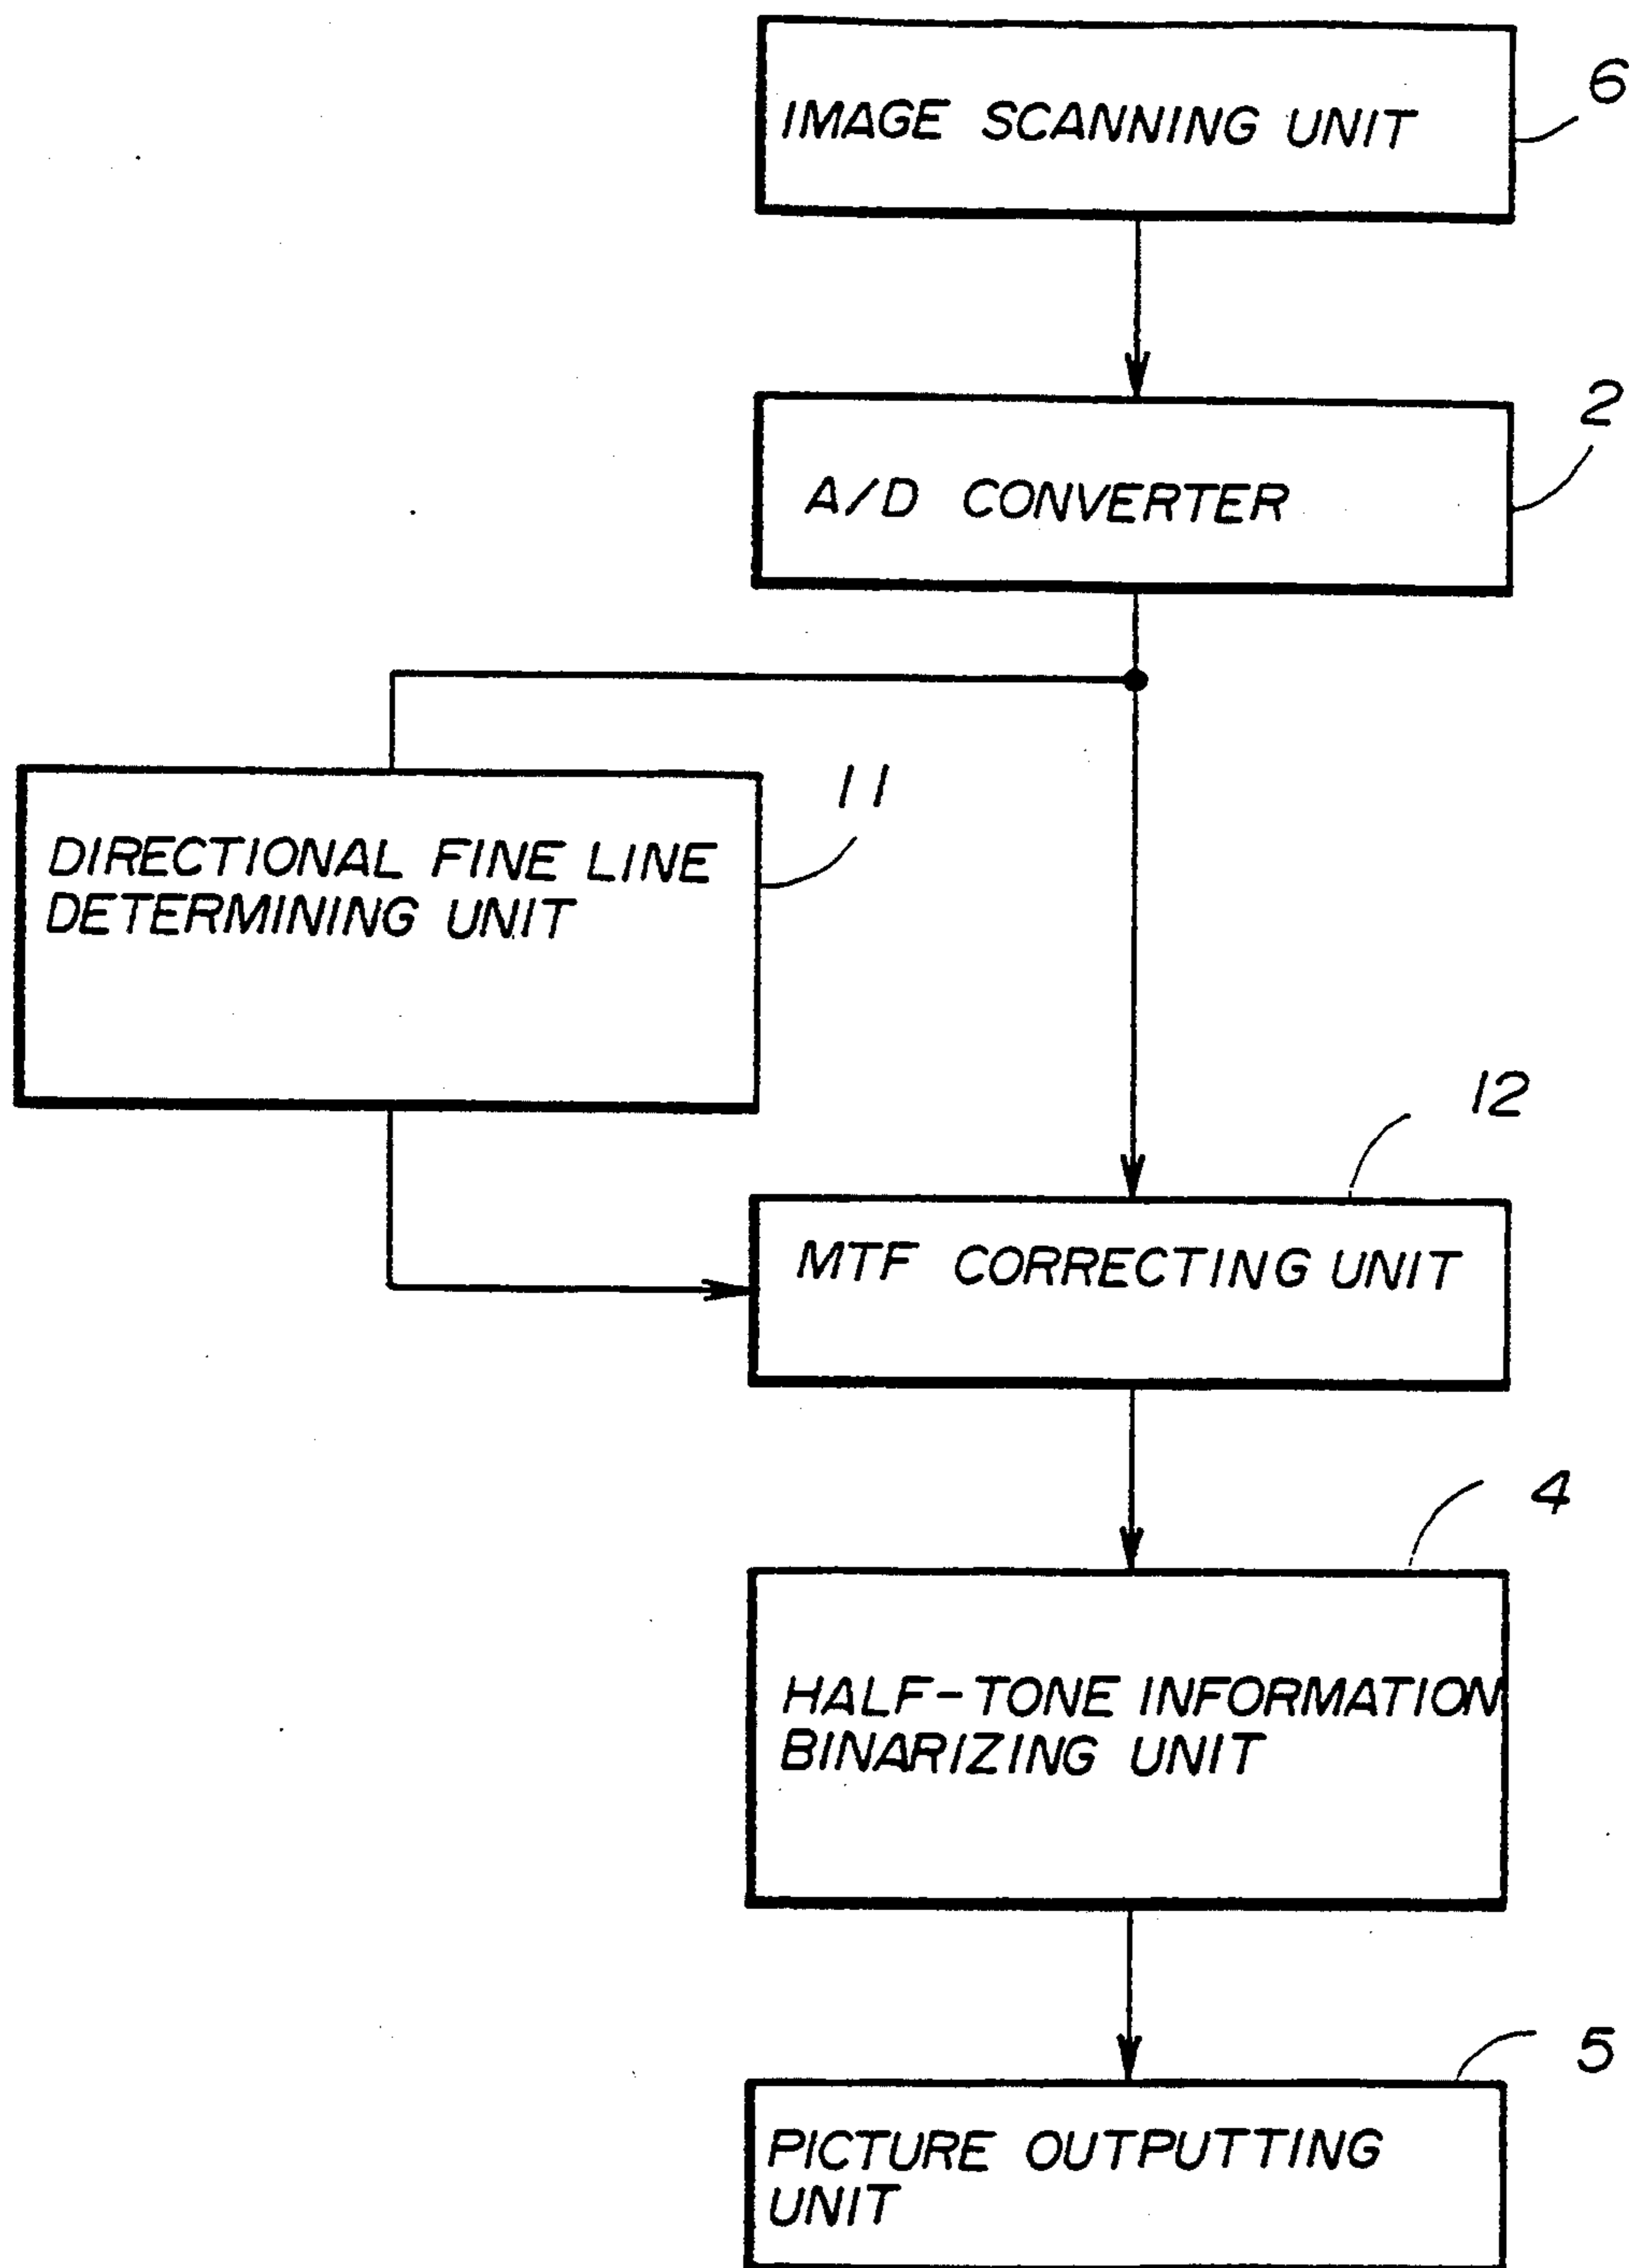 IMAGE SCANNING UNIT
6
A/D CONVERTER
2
DIRECTIONAL FINE LINE
DETERMINING UNIT
11
12
MTF CORRECTING UNIT
4
HALF-TONE INFORMATION
BINARIZING UNIT
5
PICTURE OUTPUTTING
UNIT